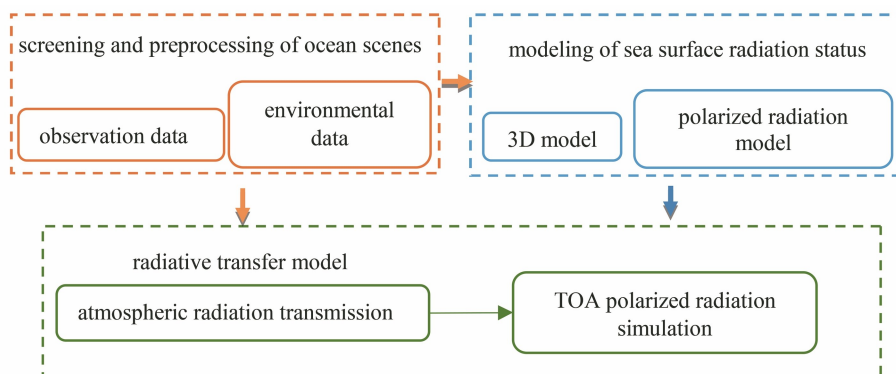 screening and preprocessing of ocean scenes
observation data
environmental
data
modeling of sea surface radiation status
3D model
polarized radiation
model
radiative transfer model
atmospheric radiation transmission
TOA polarized radiation
simulation